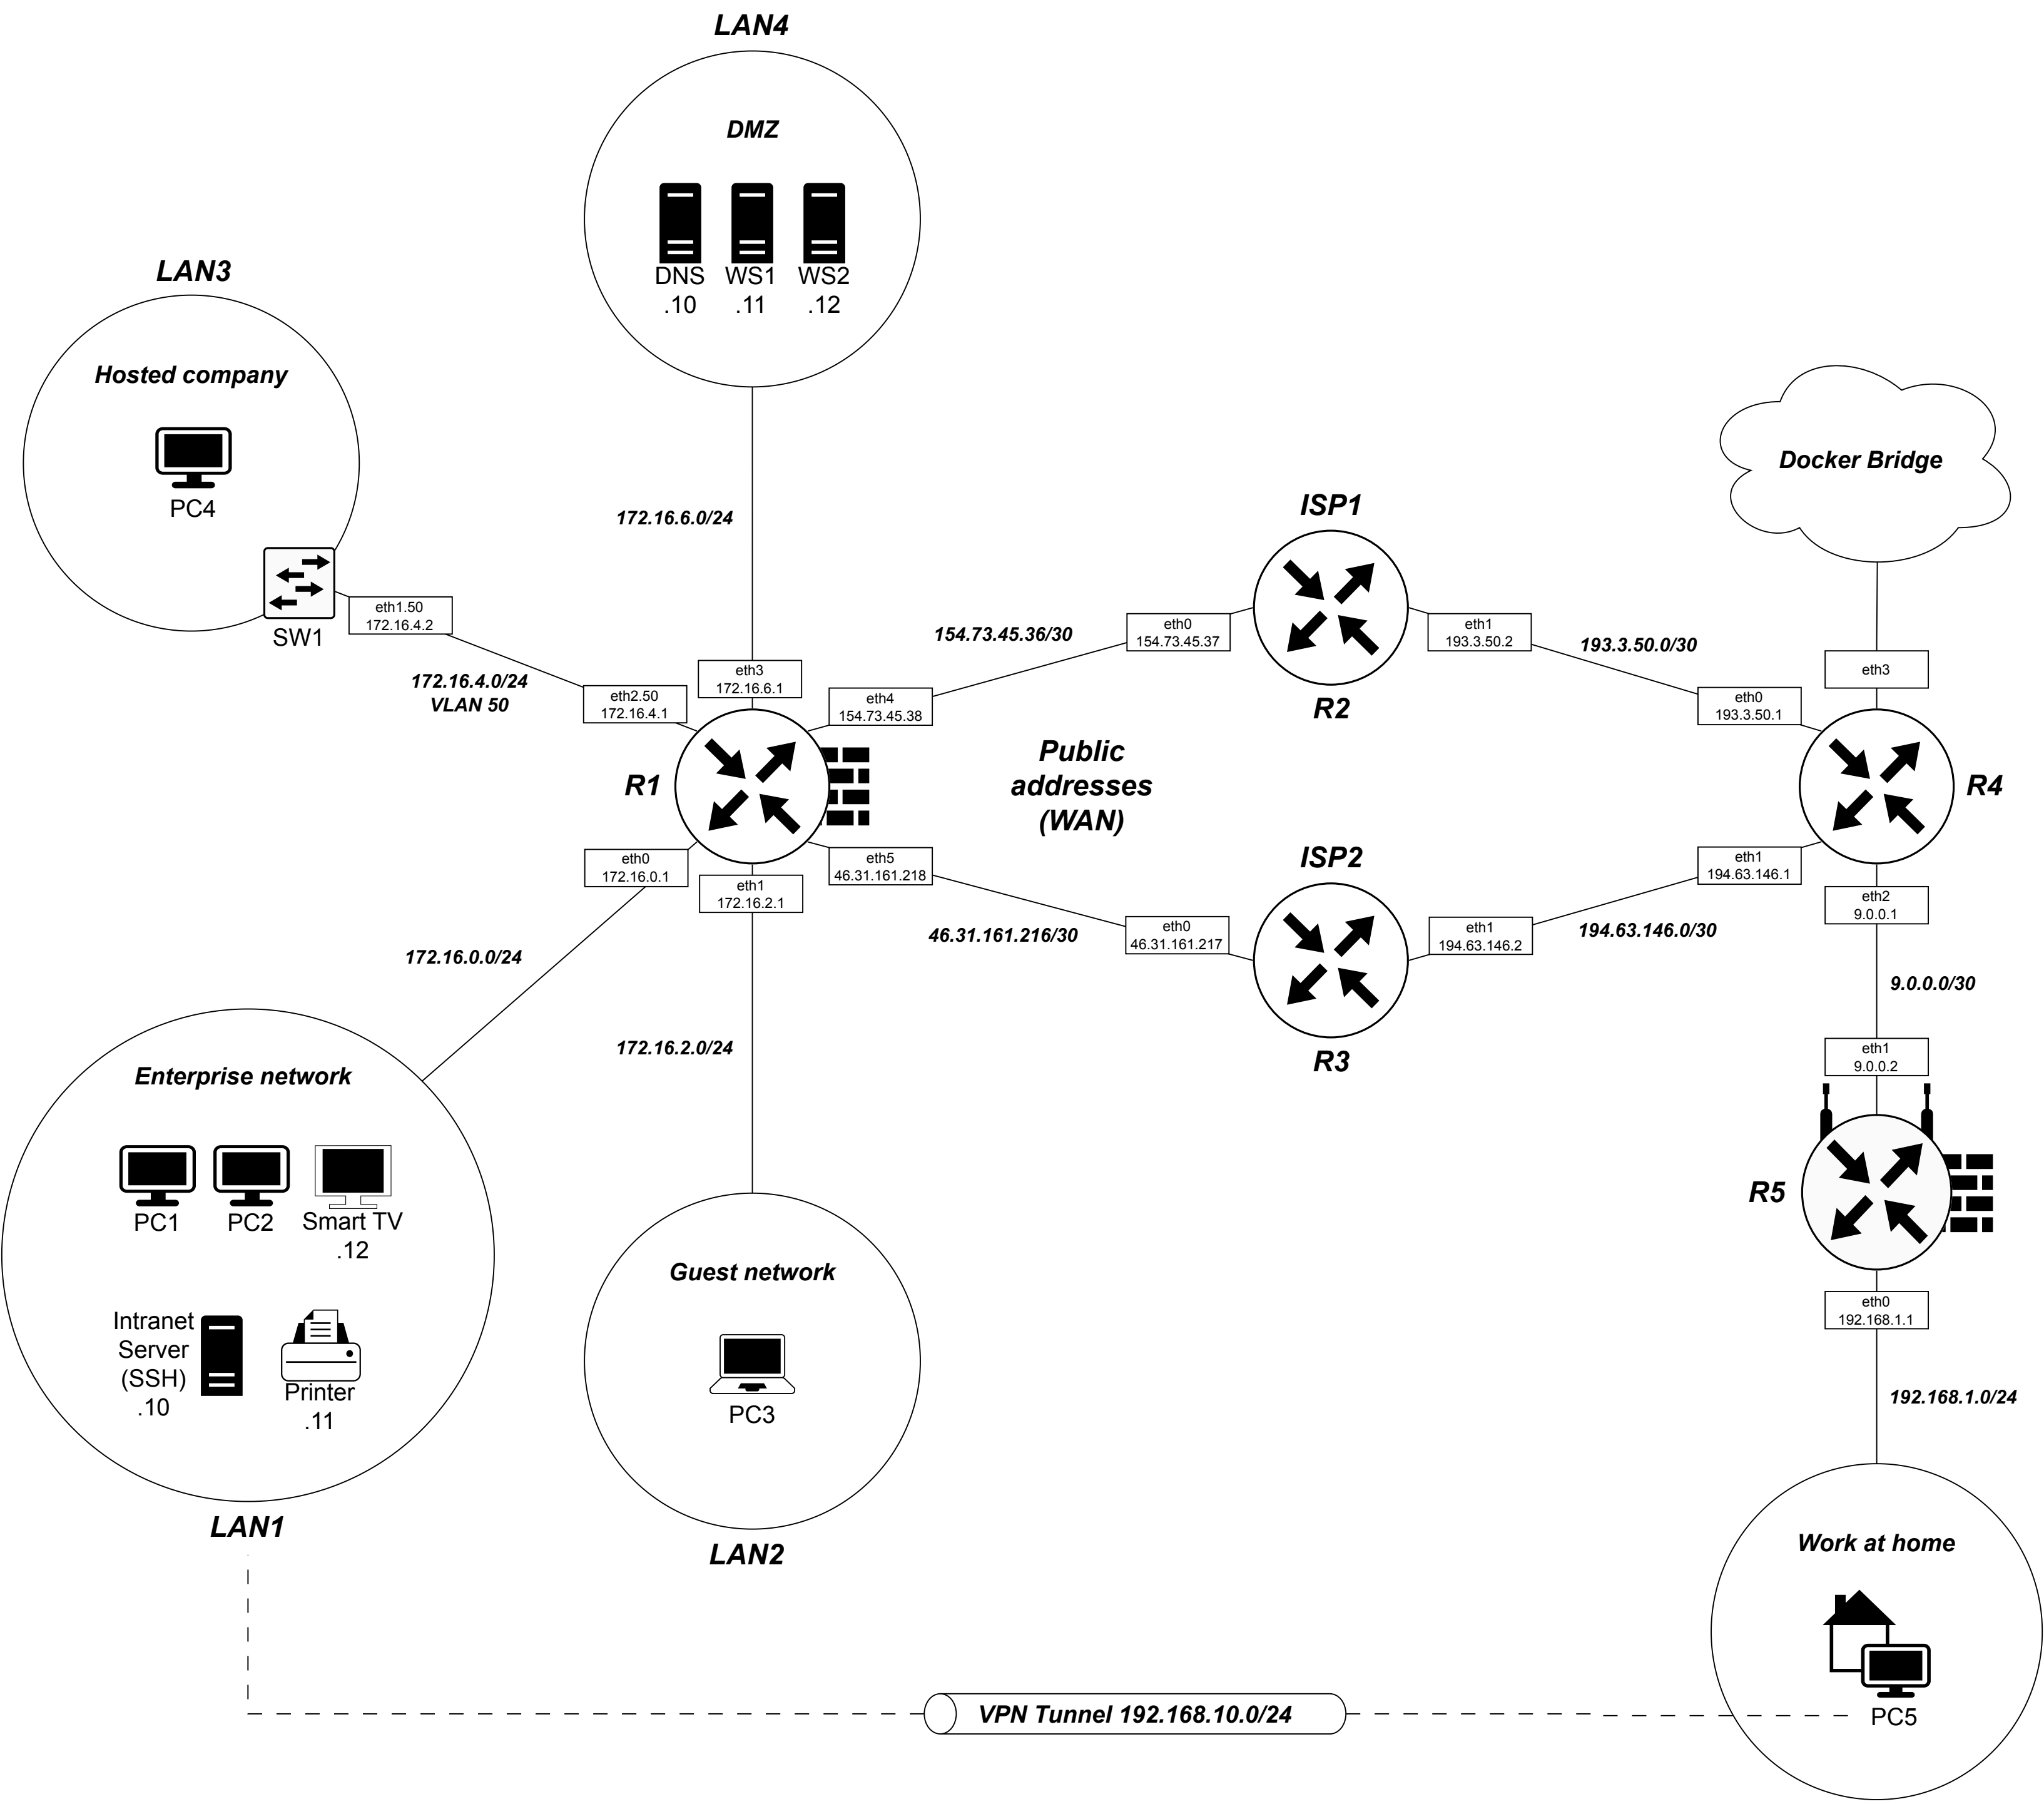 LAN4
DMZ
DNS
.10
WS1
.11
WS2
.12
172.16.6.0/24
LAN3
Hosted company
PC4
SW1
eth1.50
172.16.4.2
172.16.4.0/24
VLAN 50
eth2.50
172.16.4.1
eth3
172.16.6.1
eth4
154.73.45.38
R1
eth0
172.16.0.1
eth1
172.16.2.1
eth5
46.31.161.218
154.73.45.36/30
eth0
154.73.45.37
ISP1
R2
eth1
193.3.50.2
193.3.50.0/30
eth0
193.3.50.1
Docker Bridge
eth3
R4
Public
addresses
(WAN)
46.31.161.216/30
eth0
46.31.161.217
ISP2
R3
eth1
194.63.146.2
194.63.146.0/30
eth1
194.63.146.1
eth2
9.0.0.1
9.0.0.0/30
eth1
9.0.0.2
R5
eth0
192.168.1.1
192.168.1.0/24
172.16.0.0/24
Enterprise network
PC1
PC2
Smart TV
.12
Intranet
Server
(SSH)
.10
Printer
.11
LAN1
172.16.2.0/24
Guest network
PC3
LAN2
Work at home
PC5
VPN Tunnel 192.168.10.0/24